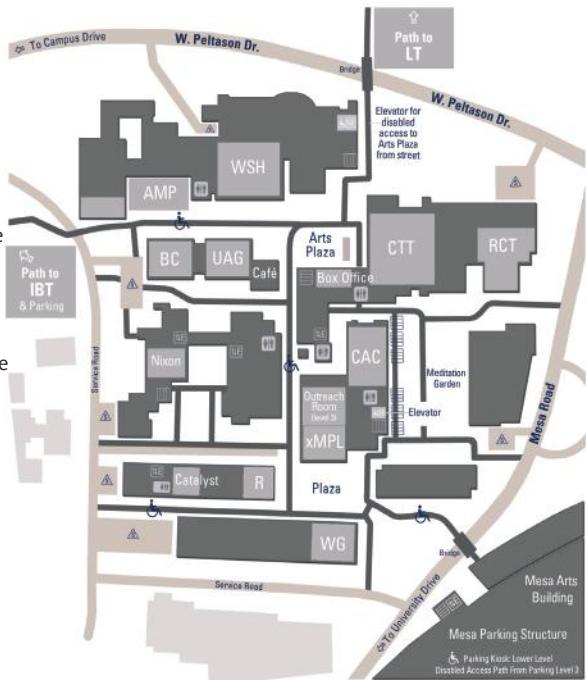 To Campus Drive
W. Peltason Dr.
Path to
LT
Bridge
W. Peltason Dr.
Elevator for
disabled
access to
Arts Plaza
from street
WSH
AMP
e
Arts
Plaza
CTT
RCT
BC
UAG
Café
Box Office
Path to
IBT
& Parking
e
Service Road
Nixon
CAC
Meditation
Garden
Mesa Road
Outreach
Room
(level 3)
Elevator
xMPL
Catalyst
R
Plaza
WG
Bridge
Service Road
To University Drive
Mesa Arts
Building
Mesa Parking Structure
Parking Kiosk: Lower Level
Disabled Access Path From Parking Level 3